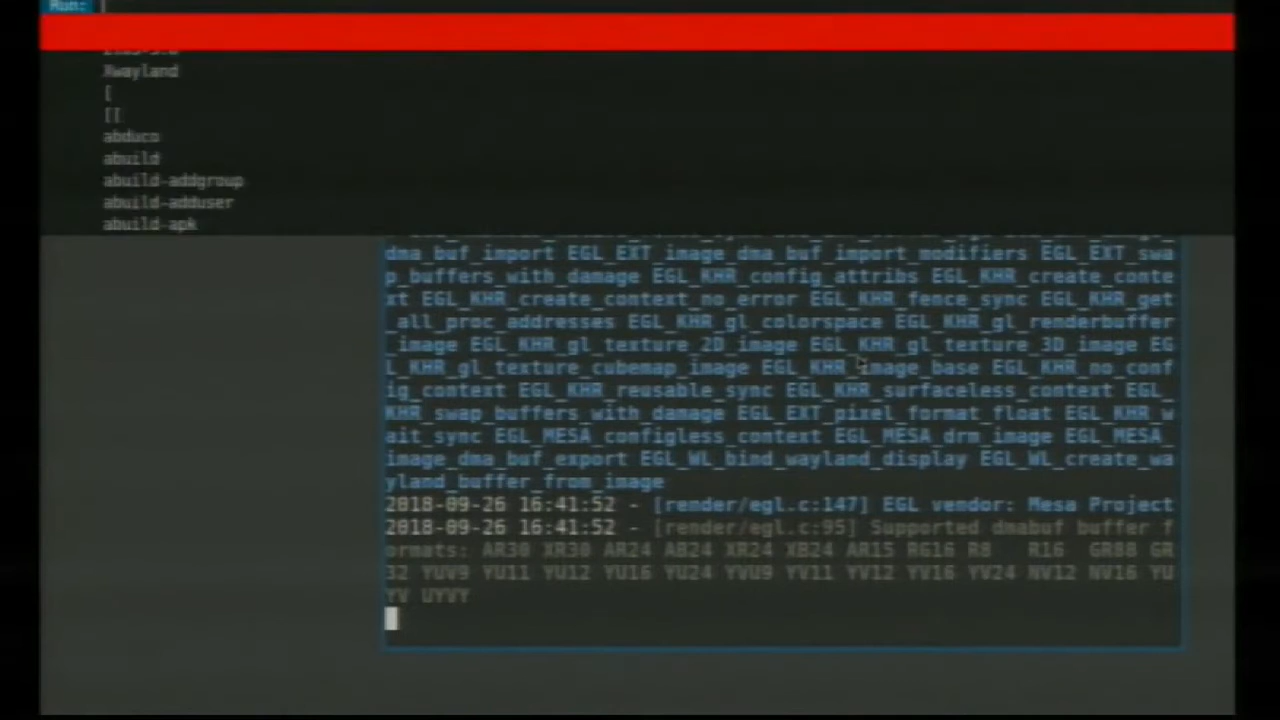 Run:
Xwayland
[
[[
abduco
abuild
abuild-addgroup
abuild-adduser
abuild-apk
dma_buf_import EGL_EXT_image_dma_buf_import_modifiers EGL_EXT_swa
p_buffers_with_damage EGL_KHR_config_attribs EGL_KHR_create_conte
xt EGL_KHR_create_context_no_error EGL_KHR_fence_sync EGL_KHR_get
_all_proc_addresses EGL_KHR_gl_colorspace EGL_KHR_gl_renderbuffer
_image EGL_KHR_gl_texture_2D_image EGL_KHR_gl_texture_3D_image EG
L_KHR_gl_texture_cubemap_image EGL_KHR_image_base EGL_KHR_no_conf
ig_context EGL_KHR_reusable_sync EGL_KHR_surfaceless_context EGL_
KHR_swap_buffers_with_damage EGL_EXT_pixel_format_float EGL_KHR_w
ait_sync EGL_MESA_configless_context EGL_MESA_drm_image EGL_MESA_
image_dma_buf_export EGL_WL_bind_wayland_display EGL_WL_create_wa
yland_buffer_from_image
2018-09-26 16:41:52 - [render/egl.c:147] EGL vendor: Mesa Project
2018-09-26 16:41:52 - [render/egl.c:95] Supported dmabuf buffer f
ormats: AR30 XR30 AR24 AB24 XR24 XB24 AR15 RG16 R8 R16 GR88 GR
32 YUV9 YU11 YU12 YU16 YU24 YVU9 YV11 YV12 YV16 YV24 NV12 NV16 YU
YV UYVY